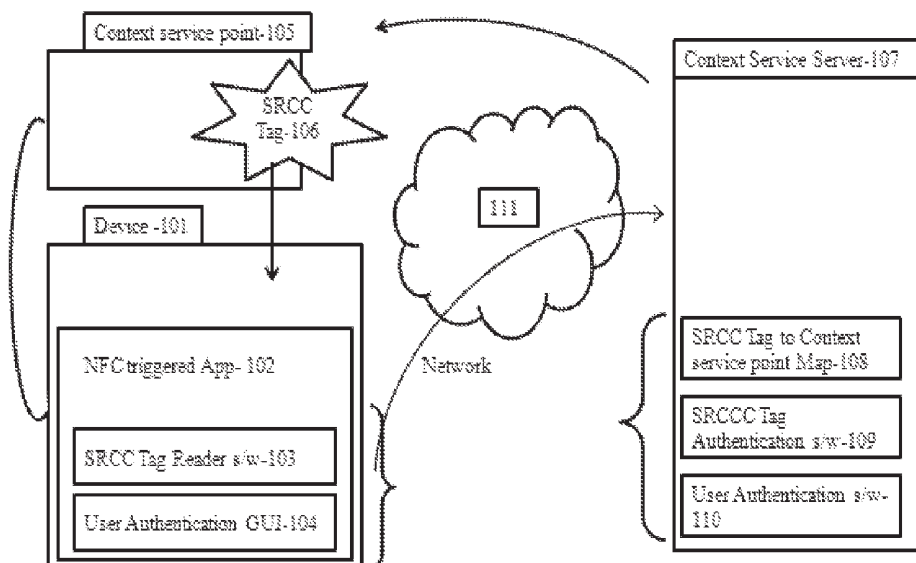 Context service point-105
SRCC
Tag-106
Context Service Server-107
111
Device -101
NFC triggered App- 102
Network
SRCC Tag Reader s/w-103
User Authentication GUI-104
SRCC Tag to Context
service point Map-108
SRCCC Tag
Authentication s/w-109
User Authentication s/w-
110